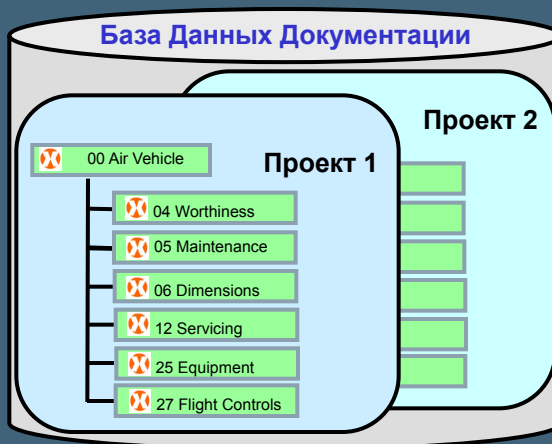 База Данных Документации
Проект 2
Проект 1
00 Air Vehicle
04 Worthiness
05 Maintenance
06 Dimensions
12 Servicing
25 Equipment
27 Flight Controls